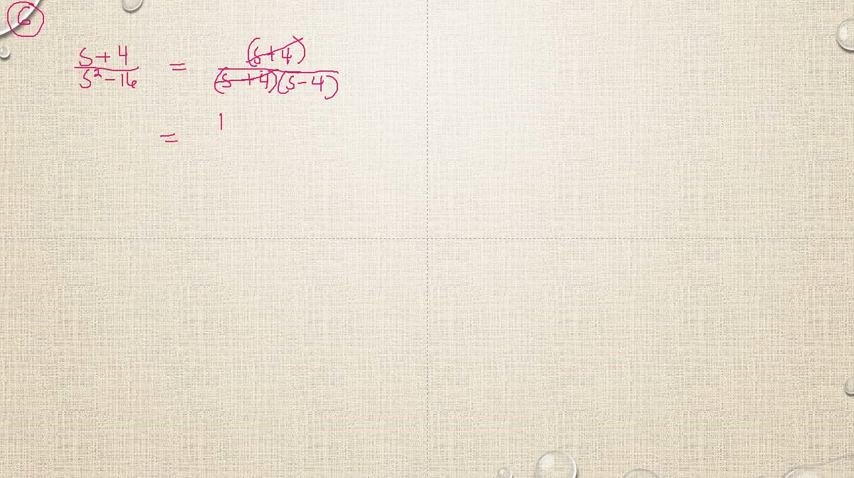 6
s+4/s²-16 = (s+4)/(s+4)(s-4)
= 1